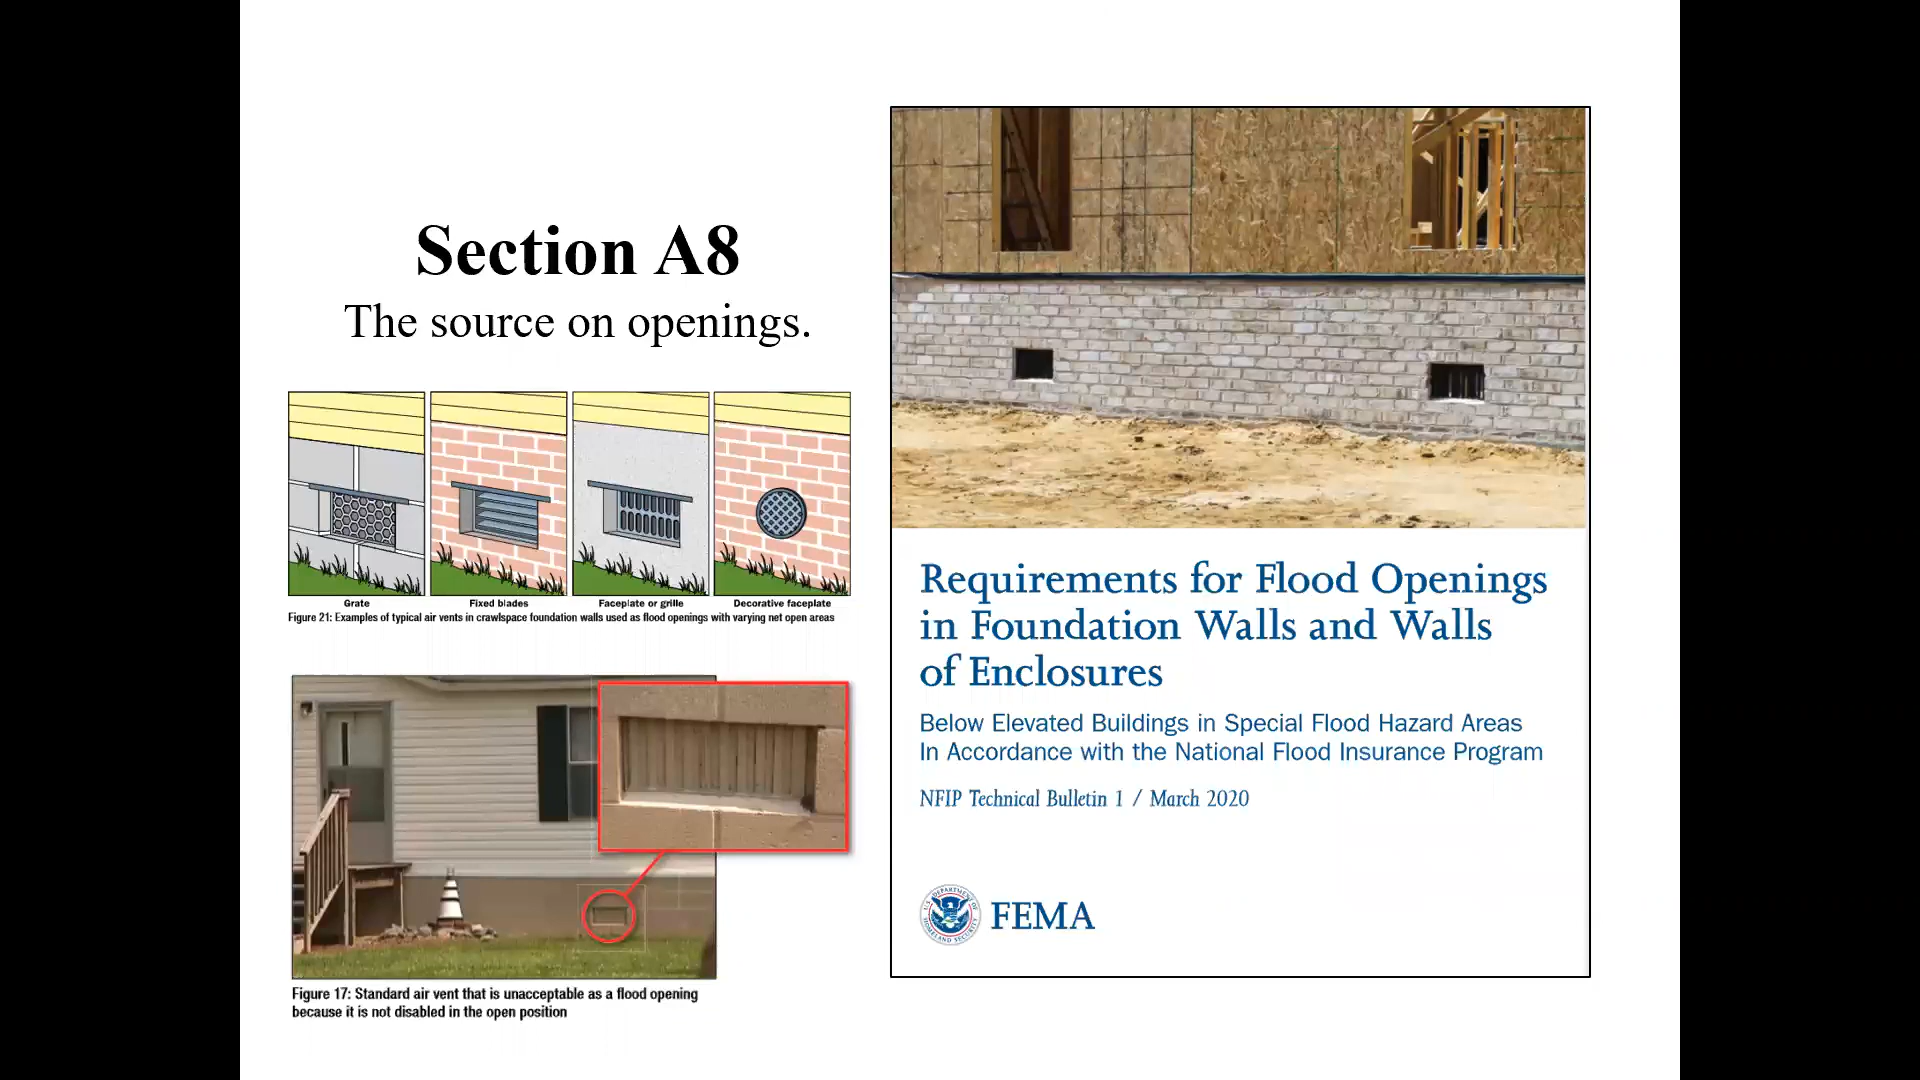 Section A8
The source on openings.
Grate
Fixed blades
Faceplate or grille
Decorative faceplate
Figure 21: Examples of typical air vents in crawlspace foundation walls used as flood openings with varying net open areas
Figure 17: Standard air vent that is unacceptable as a flood opening
because it is not disabled in the open position
Requirements for Flood Openings
in Foundation Walls and Walls
of Enclosures
Below Elevated Buildings in Special Flood Hazard Areas
In Accordance with the National Flood Insurance Program
NFIP Technical Bulletin 1 / March 2020
FEMA